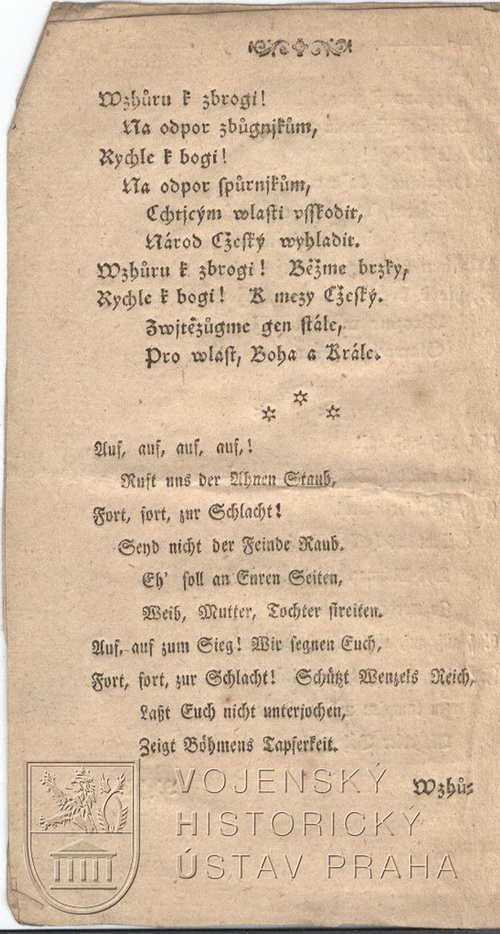 Wzhůru k zbrogi!
Na odpor zbůgnjkům,
Rychle k bogi!
Na odpor spůrnjkům,
Chtjcým wlasti vsskodit,
Národ Cžeský wyhladit.
Wzhůru k zbrogi! Běžme brzky,
Rychle k bogi! K mezy Cžeský.
Zwjtězůgme gen stále,
Pro wlast, Boha a Krále.
Auf, auf, auf, auf,!
Ruft uns der Ahnen Staub,
Fort, fort, zur Schlacht!
Seyd nicht der Feinde Raub.
Eh' soll an Euren Seiten,
Weib, Mutter, Tochter streiten.
Auf, auf zum Sieg! Wir segnen Euch,
Fort, fort, zur Schlacht! Schützt Wenzels Reich,
Laßt Euch nicht unterjochen,
Zeigt Böhmens Tapferkeit.
Wzhů-
VOJENSKÝ
HISTORICKÝ
ÚSTAV PRAHA